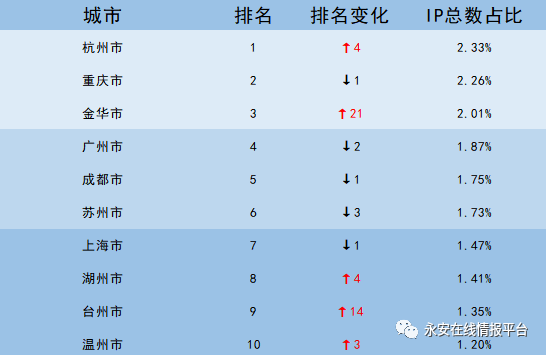 城市 排名 排名变化 IP总数占比
杭州市 1 ↑4 2.33%
重庆市 2 ↓1 2.26%
金华市 3 ↑21 2.01%
广州市 4 ↓2 1.87%
成都市 5 ↓1 1.75%
苏州市 6 ↓3 1.73%
上海市 7 ↓1 1.47%
湖州市 8 ↑4 1.41%
台州市 9 ↑14 1.35%
永安在线情报平台
温州市 10 ↑3 1.20%